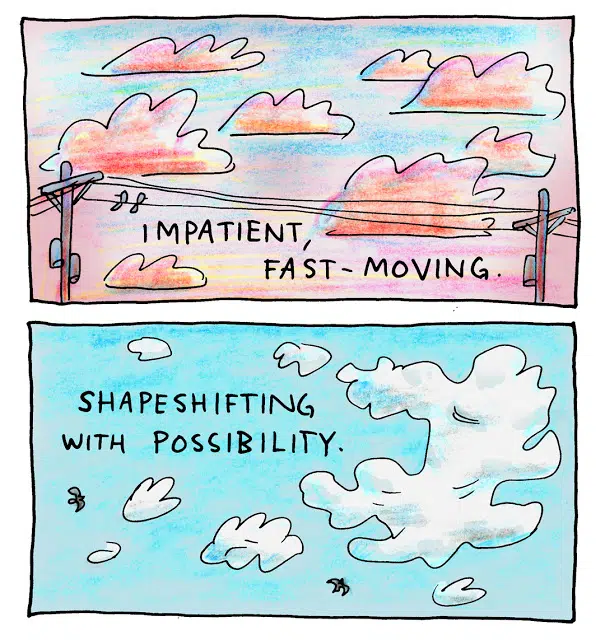 IMPATIENT,
FAST-MOVING.
SHAPESHIFTING
WITH POSSIBILITY.